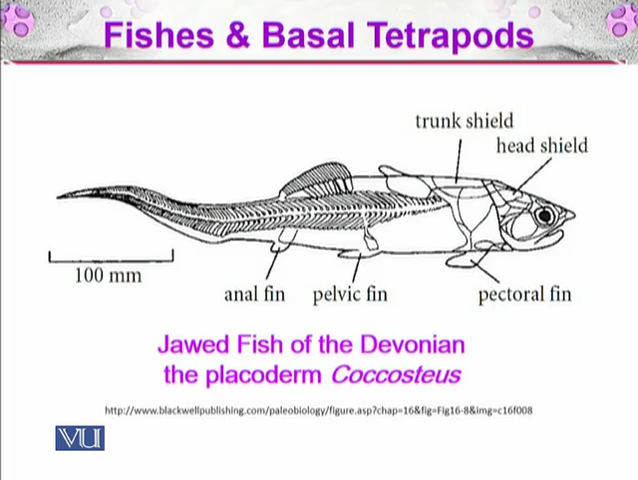 Fishes & Basal Tetrapods
trunk shield
head shield
100 mm
anal fin
pelvic fin
pectoral fin
Jawed Fish of the Devonian
the placoderm Coccosteus
http://www.blackwellpublishing.com/paleobiology/figure.asp?chap=16&fig=Fig16-8&img=c16f008
VU